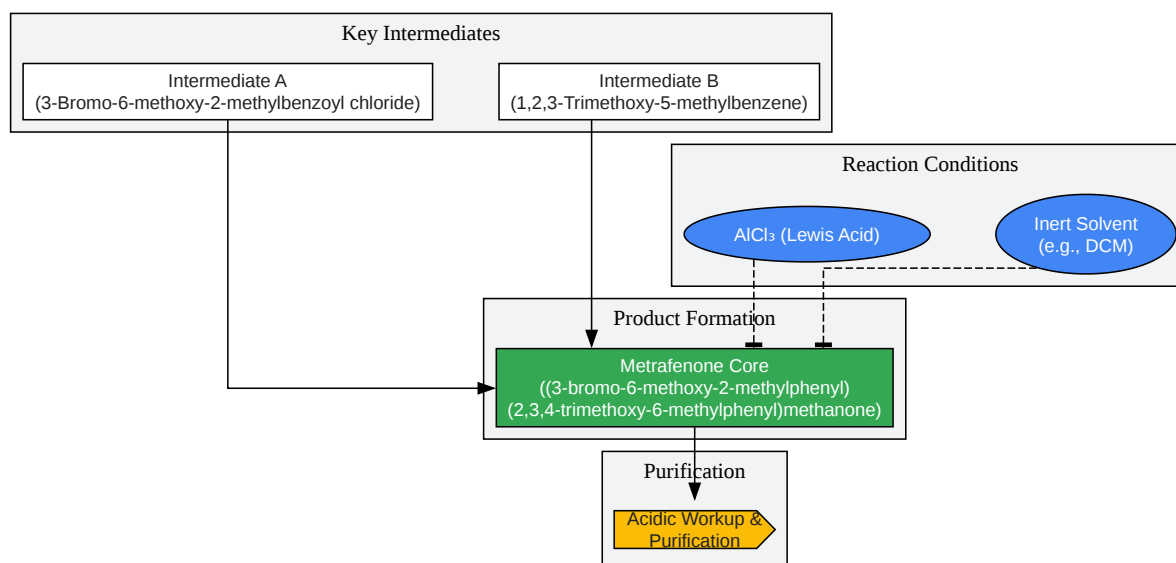 Key Intermediates
Intermediate A
(3-Bromo-6-methoxy-2-methylbenzoyl chloride)
Intermediate B
(1,2,3-Trimethoxy-5-methylbenzene)
Reaction Conditions
AlCl₃ (Lewis Acid)
Inert Solvent
(e.g., DCM)
Product Formation
Metrafenone Core
((3-bromo-6-methoxy-2-methylphenyl)
(2,3,4-trimethoxy-6-methylphenyl)methanone)
Purification
Acidic Workup &
Purification